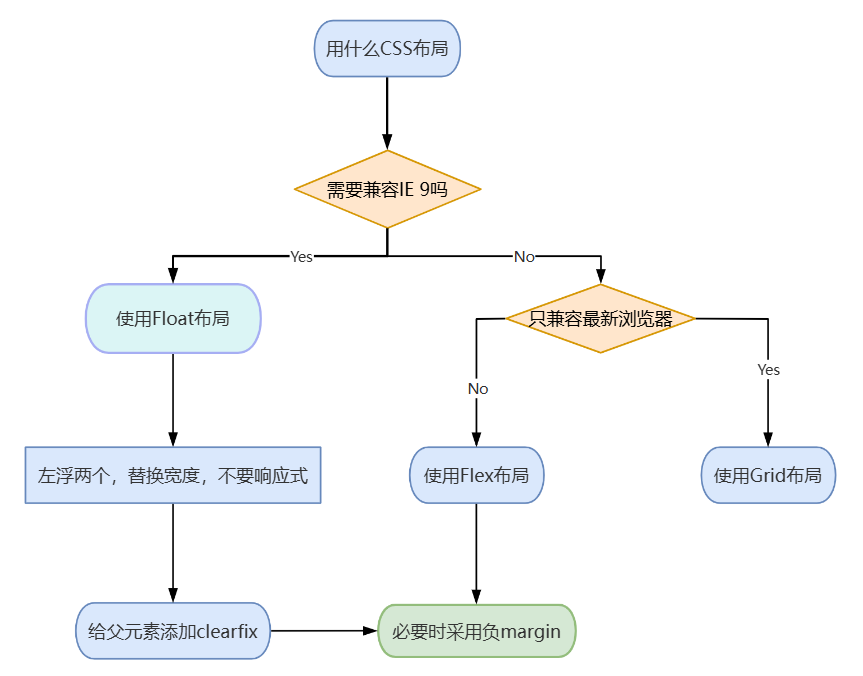 用什么CSS布局
需要兼容IE 9吗
Yes
No
使用Float布局
只兼容最新浏览器
No
Yes
左浮两个，替换宽度，不要响应式
使用Flex布局
使用Grid布局
给父元素添加clearfix
必要时采用负margin